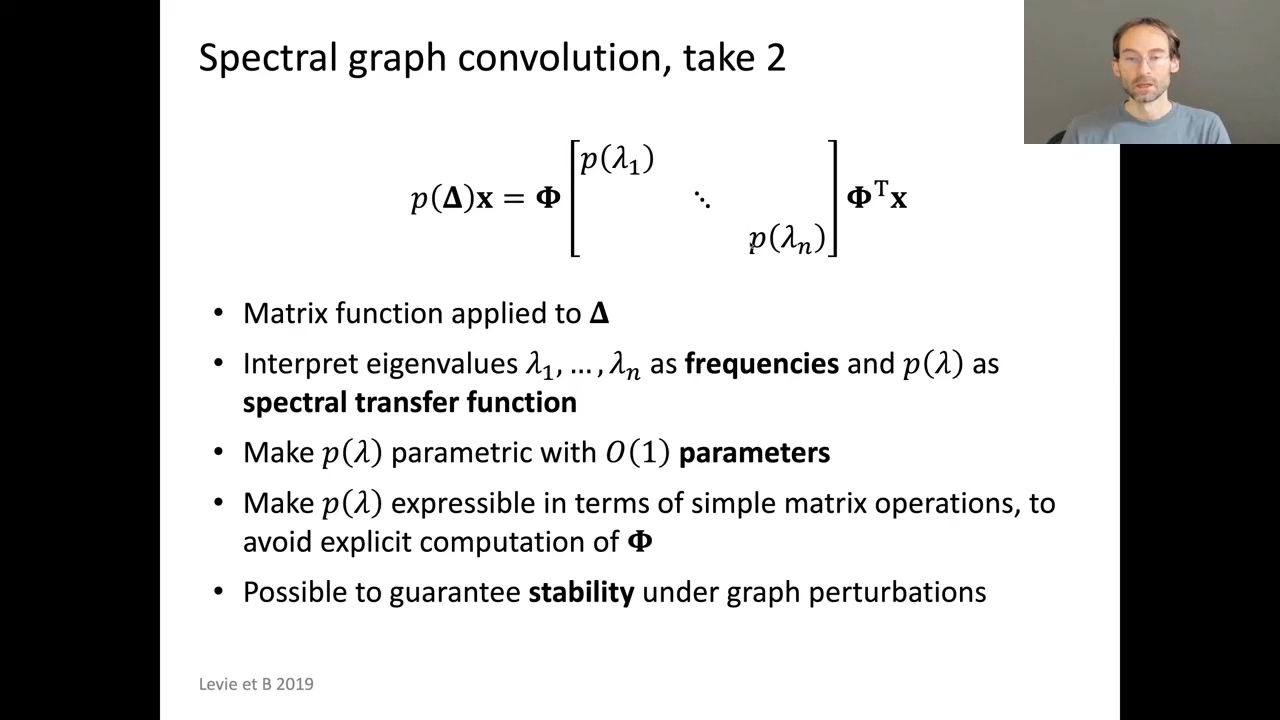 Spectral graph convolution, take 2
p(λ₁)
p(𝚫)𝐱 = 𝚽 ⋱ 𝚽ᵀ𝐱
p(λₙ)
• Matrix function applied to 𝚫
• Interpret eigenvalues λ₁, … , λₙ as frequencies and p(λ) as
spectral transfer function
• Make p(λ) parametric with O(1) parameters
• Make p(λ) expressible in terms of simple matrix operations, to
avoid explicit computation of 𝚽
• Possible to guarantee stability under graph perturbations
Levie et B 2019